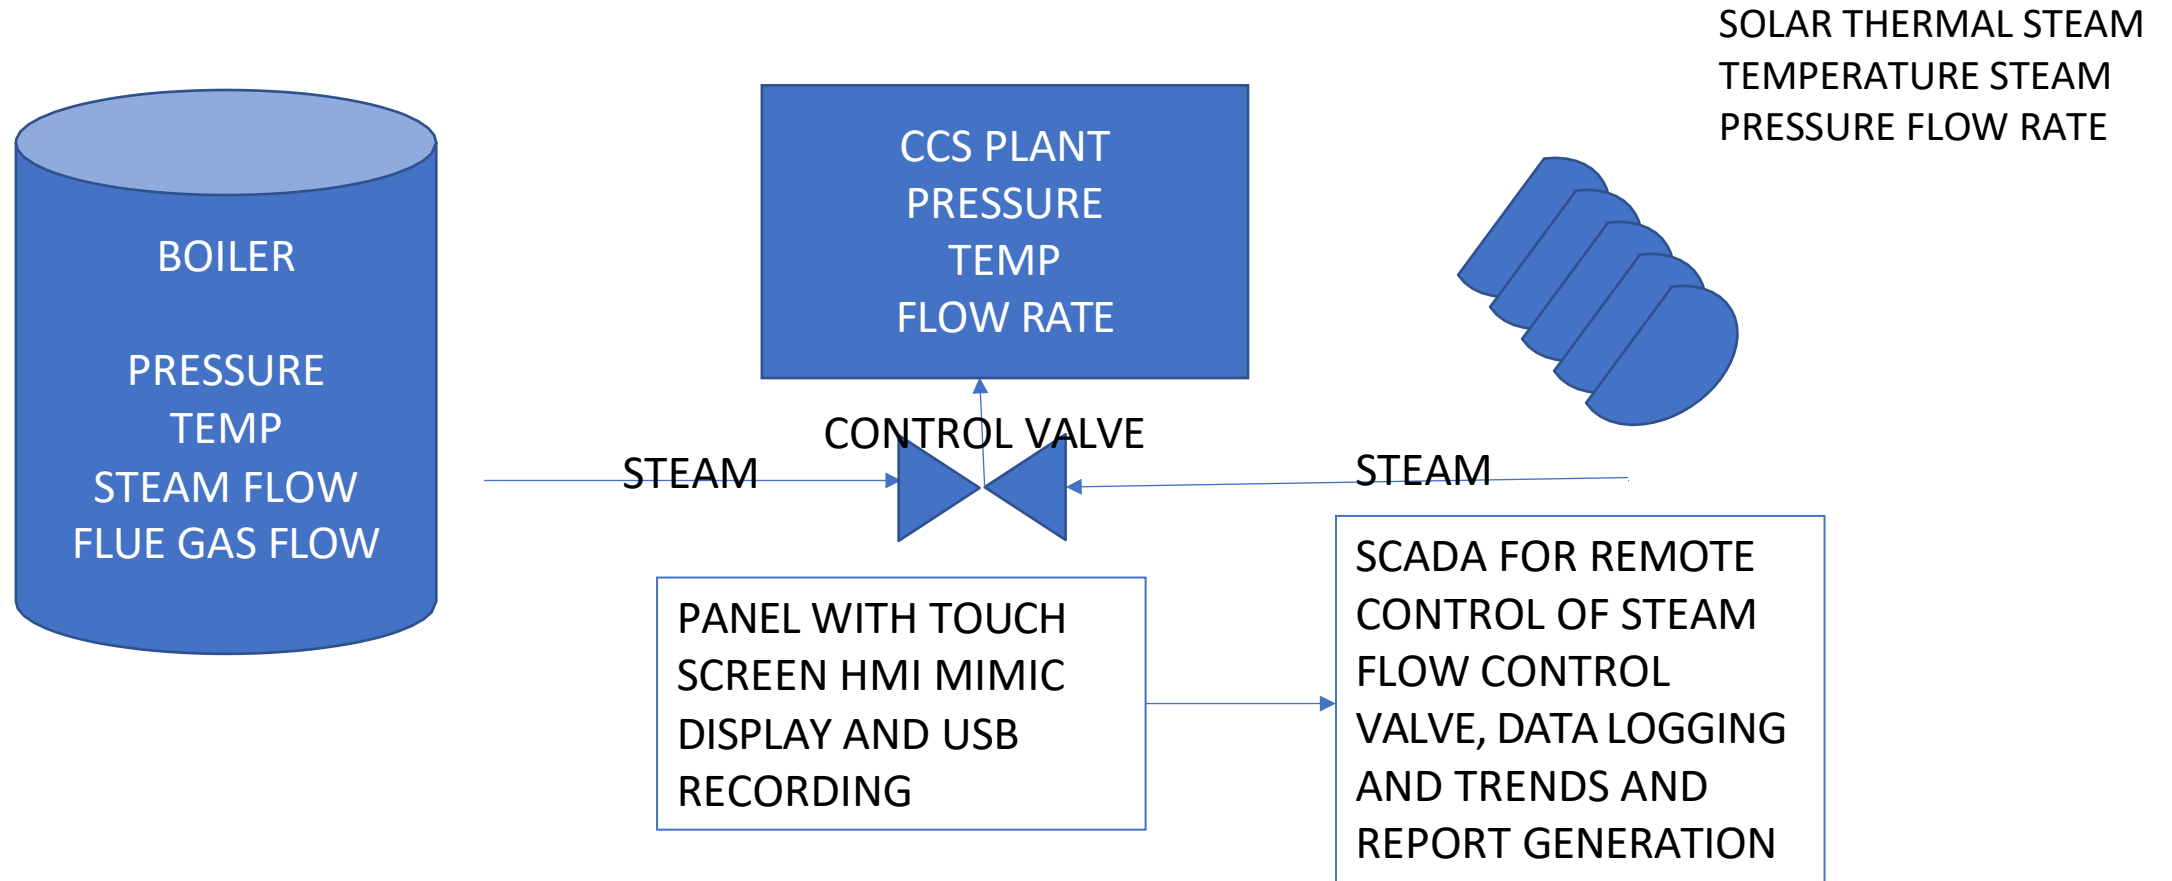 SOLAR THERMAL STEAM
TEMPERATURE STEAM
PRESSURE FLOW RATE
BOILER
PRESSURE
TEMP
STEAM FLOW
FLUE GAS FLOW
CCS PLANT
PRESSURE
TEMP
FLOW RATE
CONTROL VALVE
STEAM
STEAM
PANEL WITH TOUCH
SCREEN HMI MIMIC
DISPLAY AND USB
RECORDING
SCADA FOR REMOTE
CONTROL OF STEAM
FLOW CONTROL
VALVE, DATA LOGGING
AND TRENDS AND
REPORT GENERATION